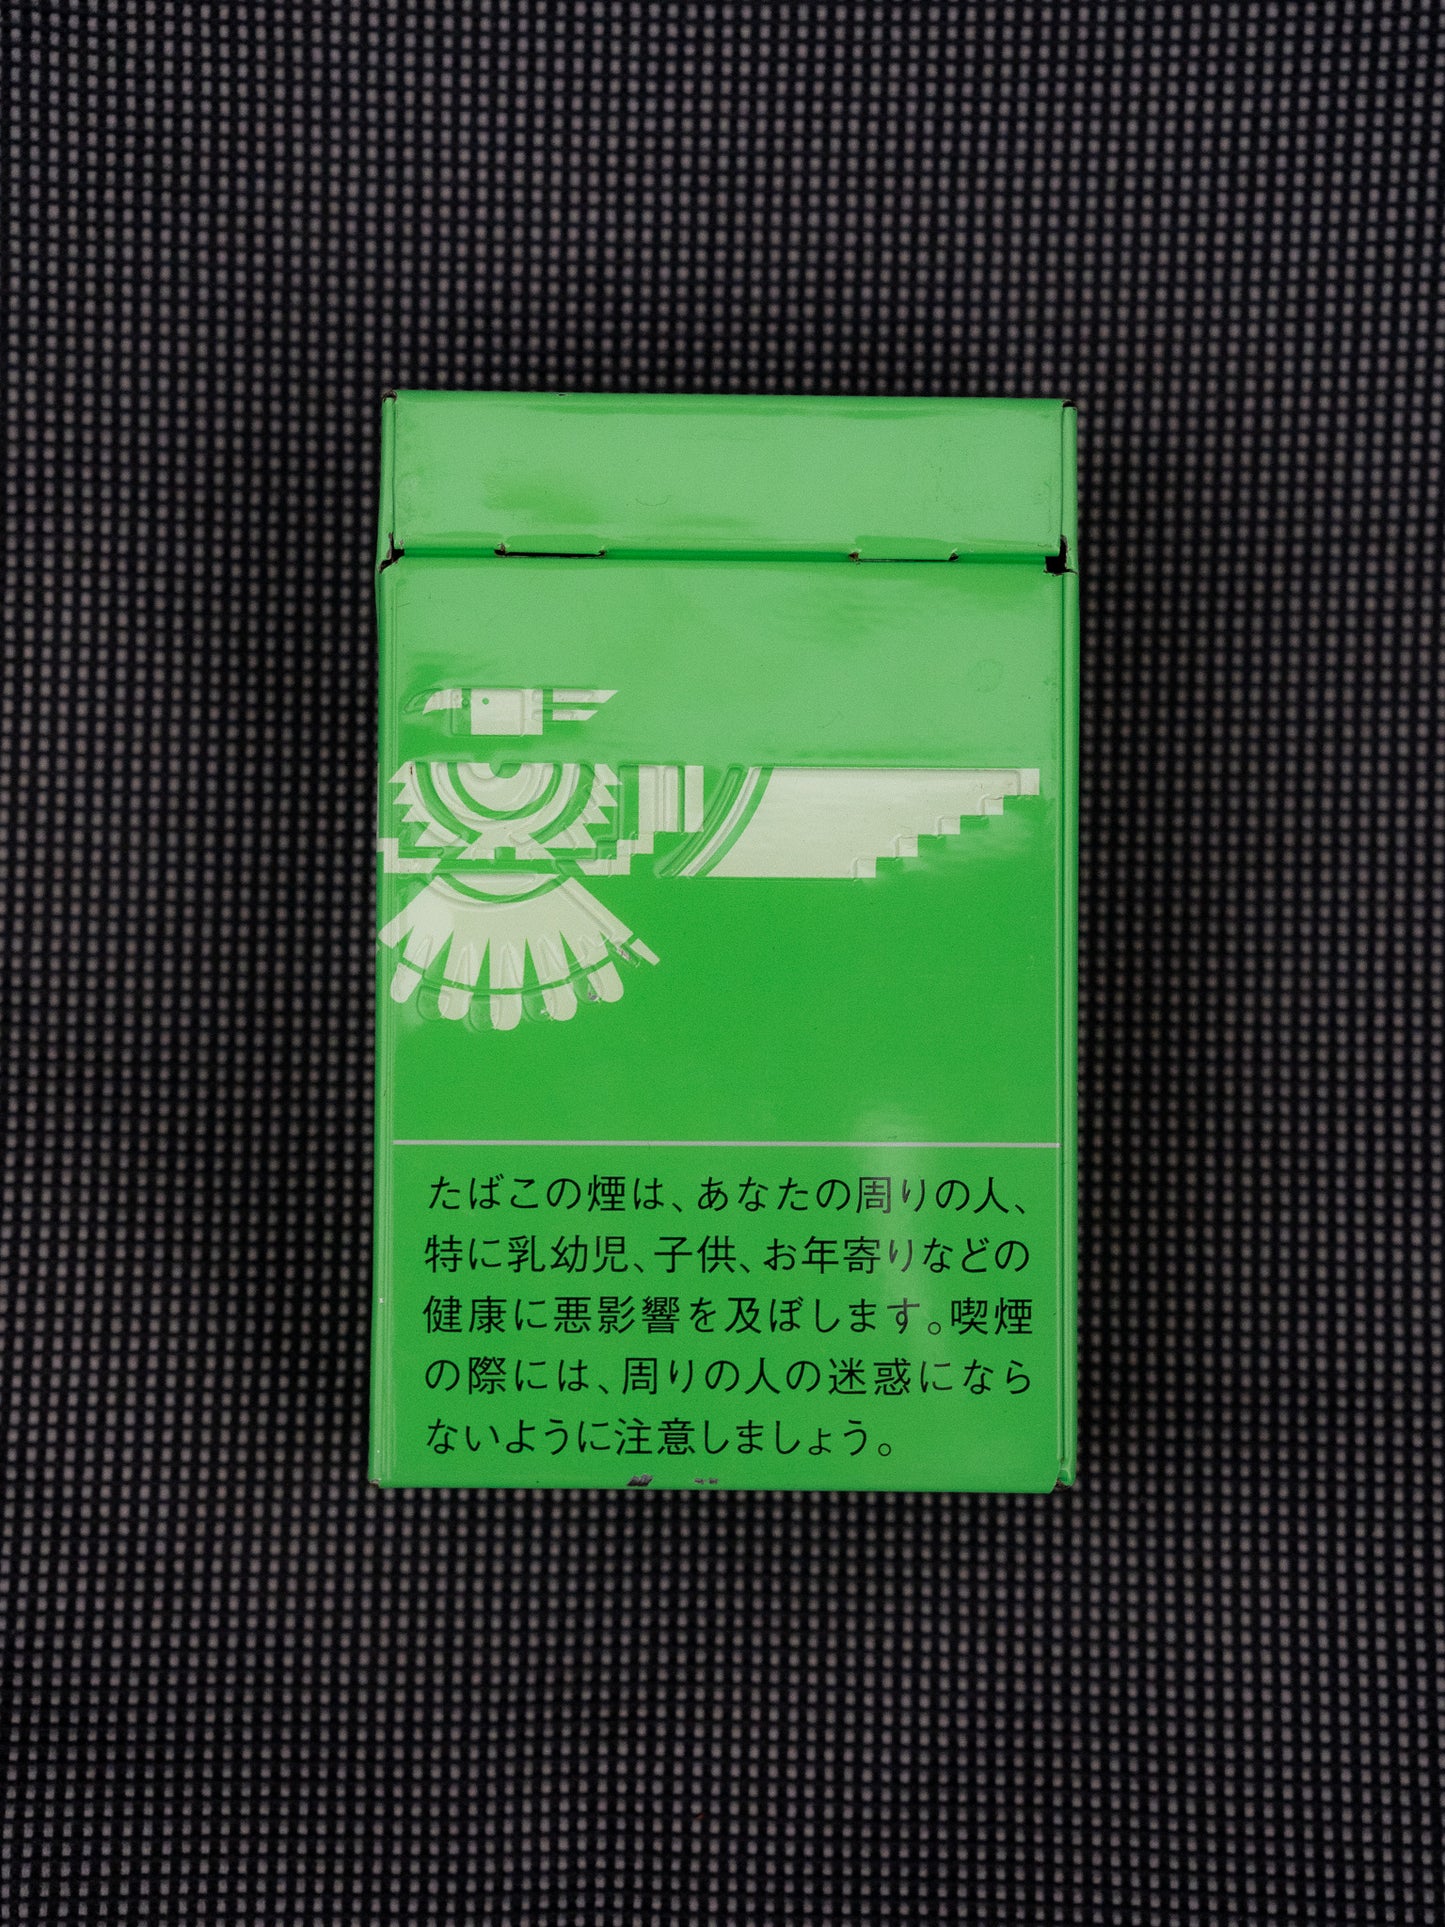 たばこの煙は、あなたの周りの人、
特に乳幼児、子供、お年寄りなどの
健康に悪影響を及ぼします。喫煙
の際には、周りの人の迷惑になら
ないように注意しましょう。